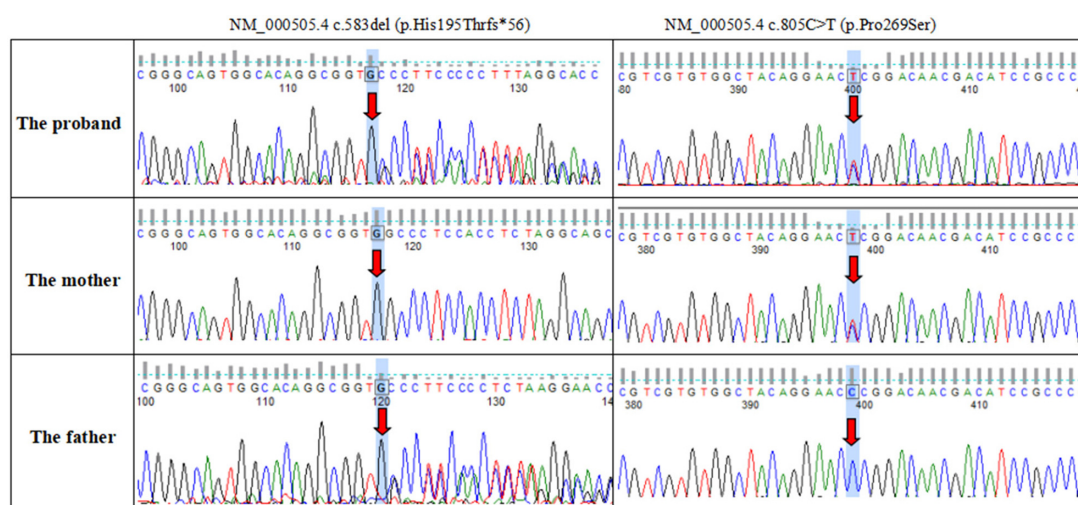 NM_000505.4 c.583del (p.His195Thrfs*56) NM_000505.4 c.805C>T (p.Pro269Ser)
The proband
CGGGCAGTGGCACAGGCGGTGCCCTTCCCCCTTTAGGCACC
100 110 120 130
CGTCGTGTGGCTACAGGAACTCGGACAACGACATCCGCCC
80 390 400 410
The mother
CGGGCAGTGGCACAGGCGGTGGCCCTCCACCTCTAGGCAGC
100 110 120 130
CGTCGTGTGGCTACAGGAACTCGGACAACGACATCCGCCC
380 390 400 410
The father
CGGGCAGTGGCACAGGCGGTGCCCTTCCCCTCTAAGGAACC
100 110 120 130
CGTCGTGTGGCTACAGGAACCCGGACAACGACATCCGCCC
380 390 400 410